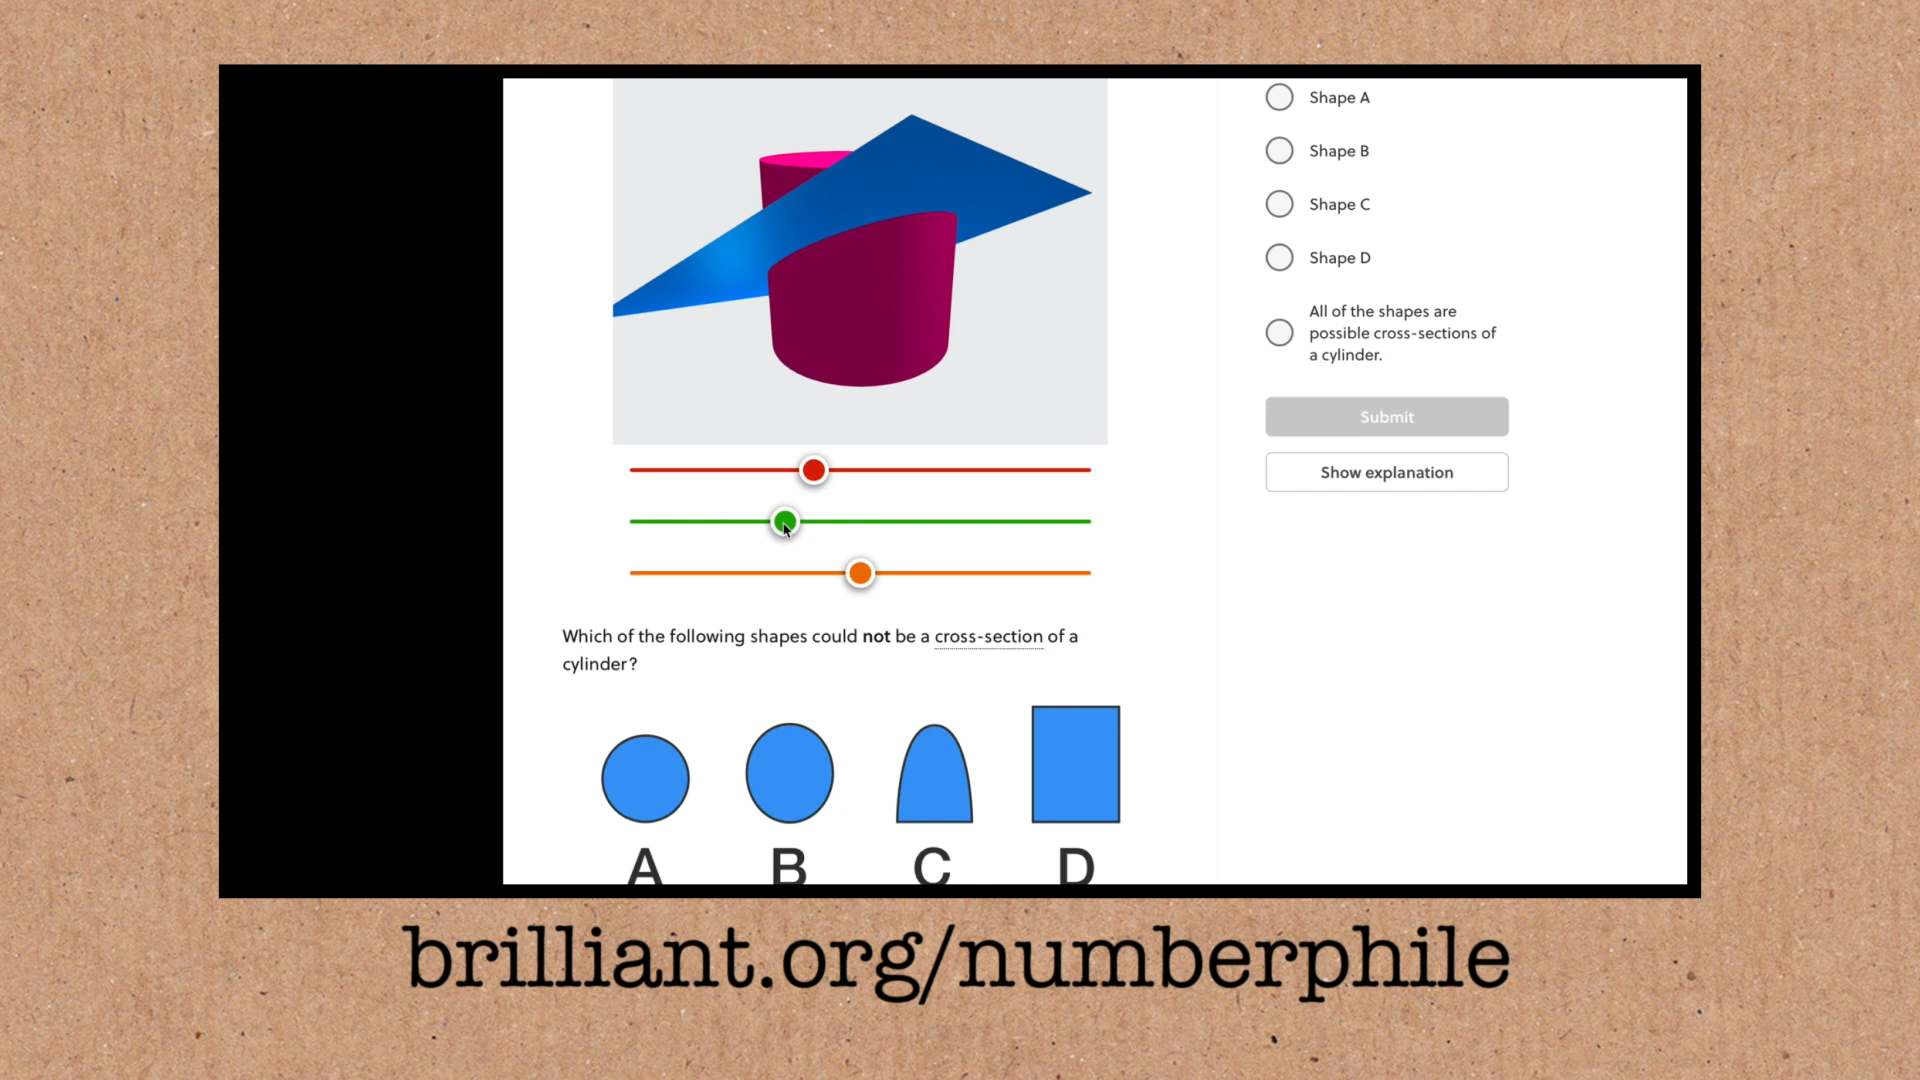 Shape A
Shape B
Shape C
Shape D
All of the shapes are
possible cross-sections of
a cylinder.
Submit
Show explanation
Which of the following shapes could not be a cross-section of a
cylinder?
A B C D
brilliant.org/numberphile